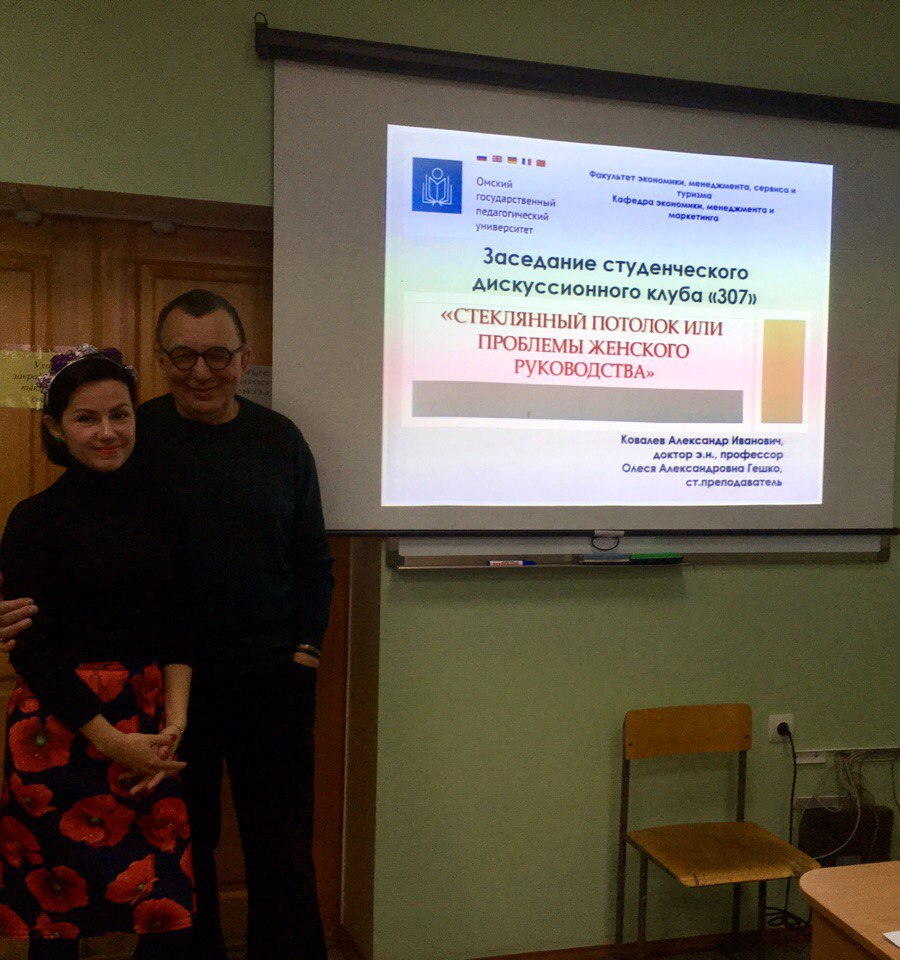 Омский
государственный
педагогический
университет
Факультет экономики, менеджмента, сервиса и
туризма
Кафедра экономики, менеджмента и
маркетинга
Заседание студенческого
дискуссионного клуба «307»
«СТЕКЛЯННЫЙ ПОТОЛОК ИЛИ
ПРОБЛЕМЫ ЖЕНСКОГО
РУКОВОДСТВА»
Ковалев Александр Иванович,
доктор э.н., профессор
Олеся Александровна Гешко,
ст.преподаватель